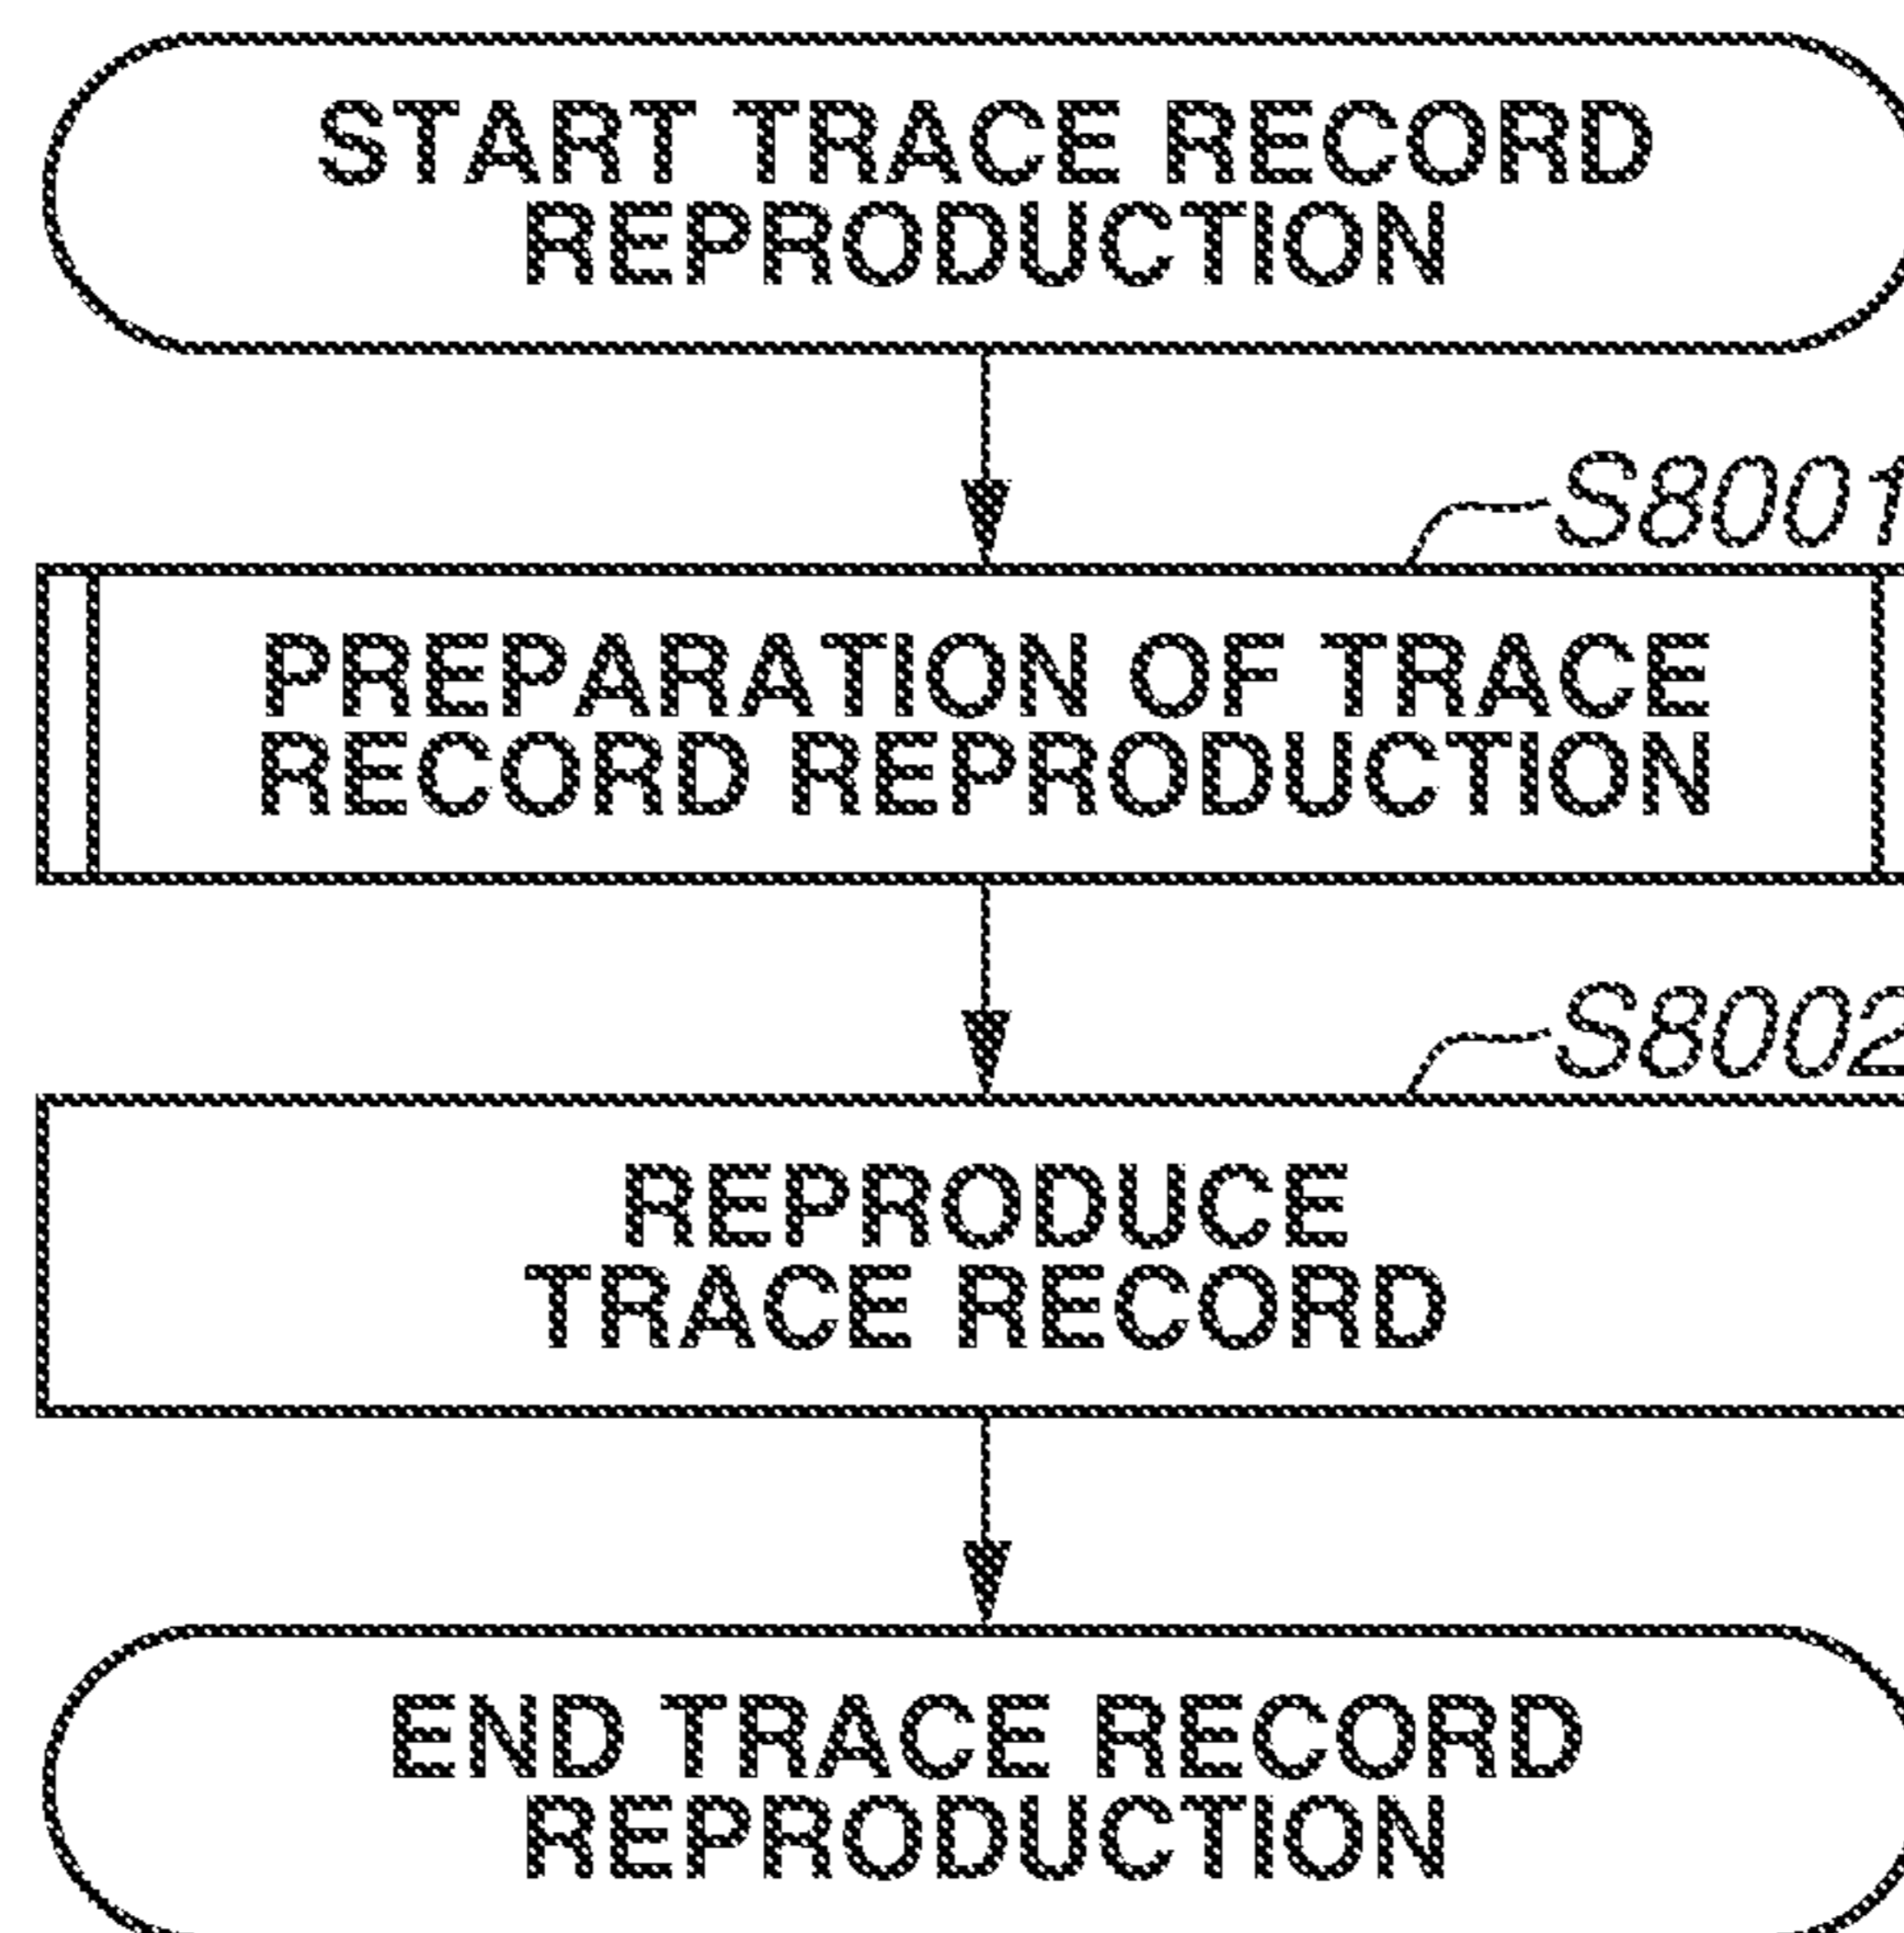 START TRACE RECORD
REPRODUCTION
S8001
PREPARATION OF TRACE
RECORD REPRODUCTION
S8002
REPRODUCE
TRACE RECORD
END TRACE RECORD
REPRODUCTION